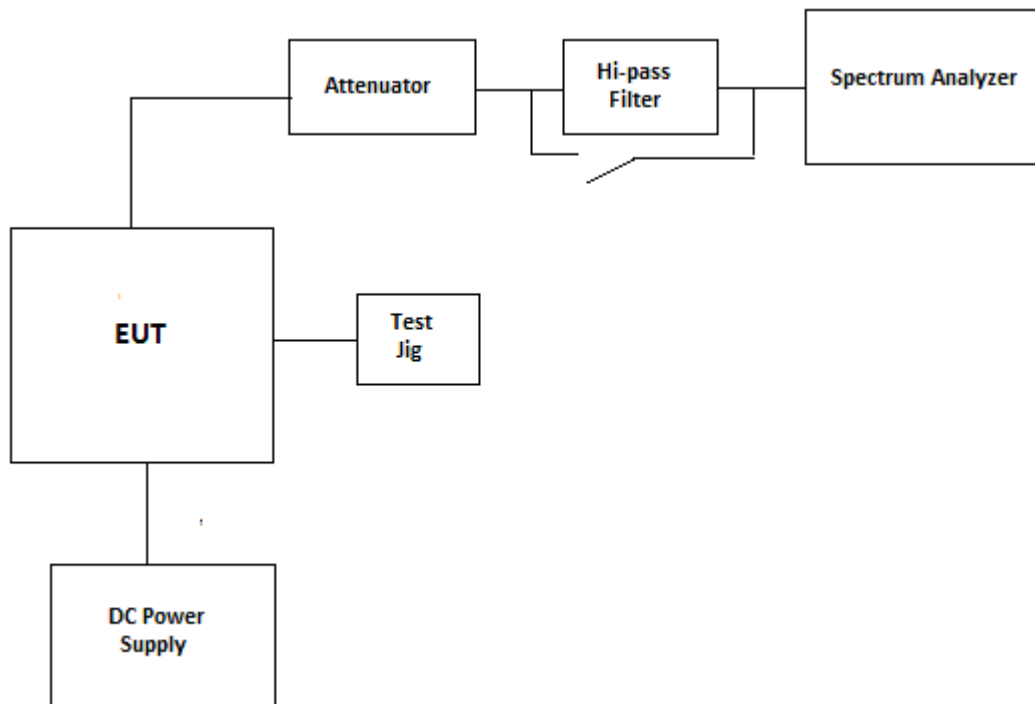 Attenuator
Hi-pass
Filter
Spectrum Analyzer
EUT
Test
Jig
DC Power
Supply